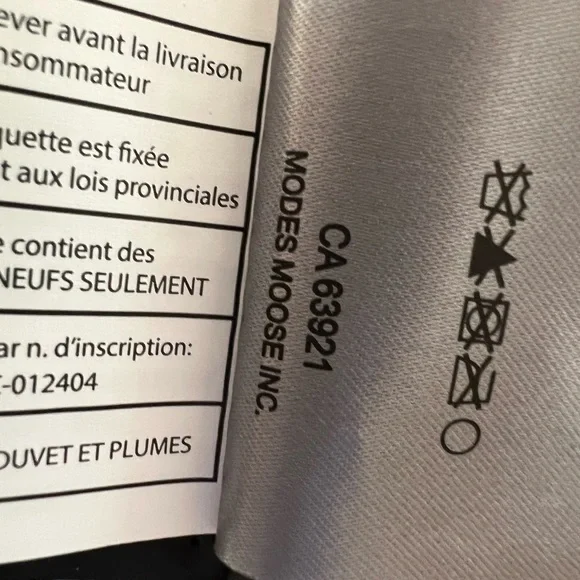 ever avant la livraison
nsommateur
quette est fixée
t aux lois provinciales
contient des
NEUFS SEULEMENT
ar n. d'inscription:
-012404
OUVET ET PLUMES
CA 63921
MODES MOOSE INC.